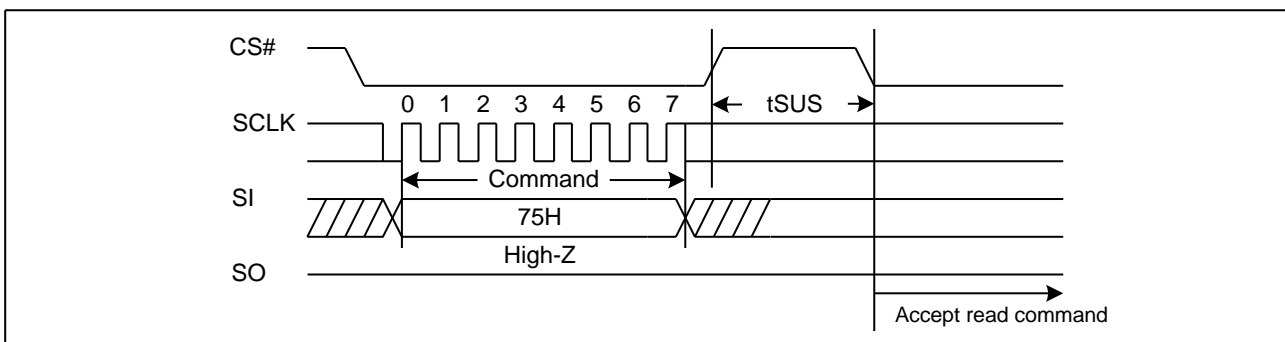 CS#
0 1 2 3 4 5 6 7
tSUS
SCLK
Command
SI
75H
High-Z
SO
Accept read command